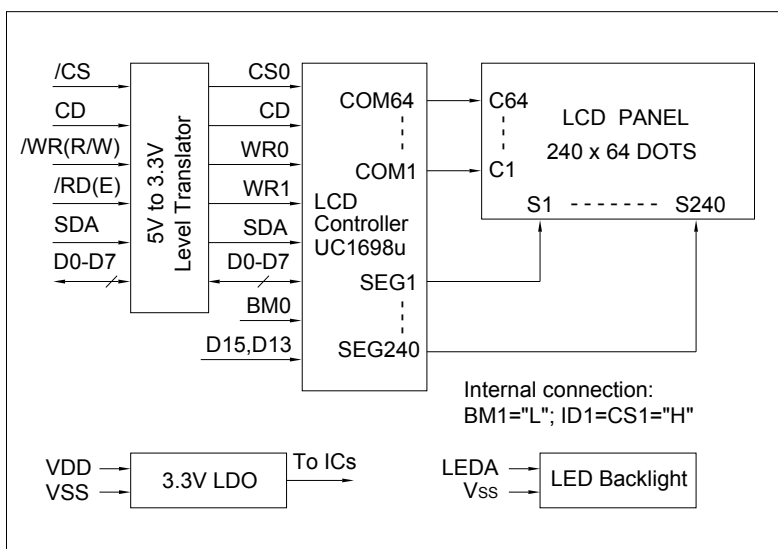 /CS
CD
/WR(R/W)
/RD(E)
SDA
D0-D7
5V to 3.3V
Level Translator
CS0
CD
WR0
WR1
SDA
D0-D7
BM0
D15,D13
COM64
COM1
LCD
Controller
UC1698u
SEG1
SEG240
C64
C1
LCD PANEL
240 x 64 DOTS
S1
S240
Internal connection:
BM1="L"; ID1=CS1="H"
VDD
VSS
3.3V LDO
To ICs
LEDA
VSS
LED Backlight